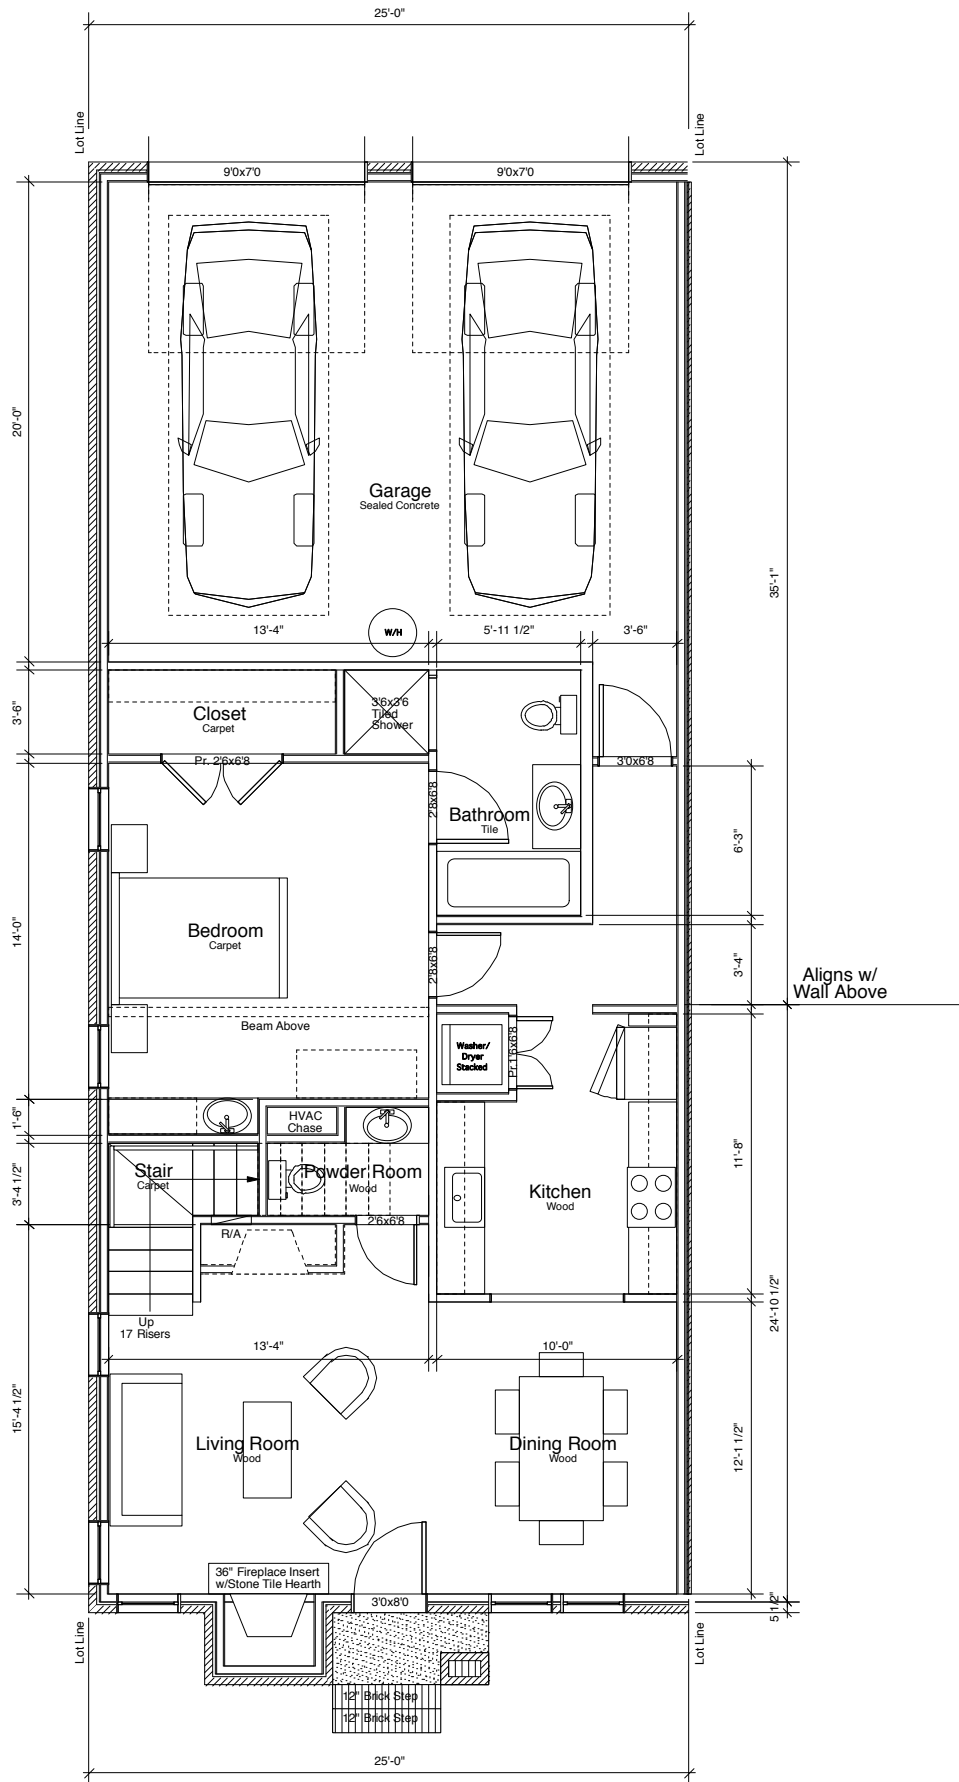 25'-0"
Lot Line
Lot Line
9'0x7'0
9'0x7'0
20'-0"
Garage
Sealed Concrete
35'-1"
13'-4"
W/H
5'-11 1/2"
3'-6"
3'-6"
Closet
Carpet
3'6x3'6
Tiled
Shower
Pr. 2'6x6'8
3'0x6'8
2'8x6'8
Bathroom
Tile
6'-3"
14'-0"
Bedroom
Carpet
2'8x6'8
3'-4"
Aligns w/
Wall Above
Beam Above
Washer/
Dryer
Stacked
Pr.1'6x6'8
1'-6"
HVAC
Chase
11'-8"
3'-4 1/2"
Stair
Carpet
Powder Room
Wood
Kitchen
Wood
R/A
2'6x6'8
Up
17 Risers
24'-10 1/2"
13'-4"
10'-0"
15'-4 1/2"
Living Room
Wood
Dining Room
Wood
12'-1 1/2"
36" Fireplace Insert
w/Stone Tile Hearth
3'0x8'0
5 1/2"
Lot Line
Lot Line
12" Brick Step
12" Brick Step
25'-0"